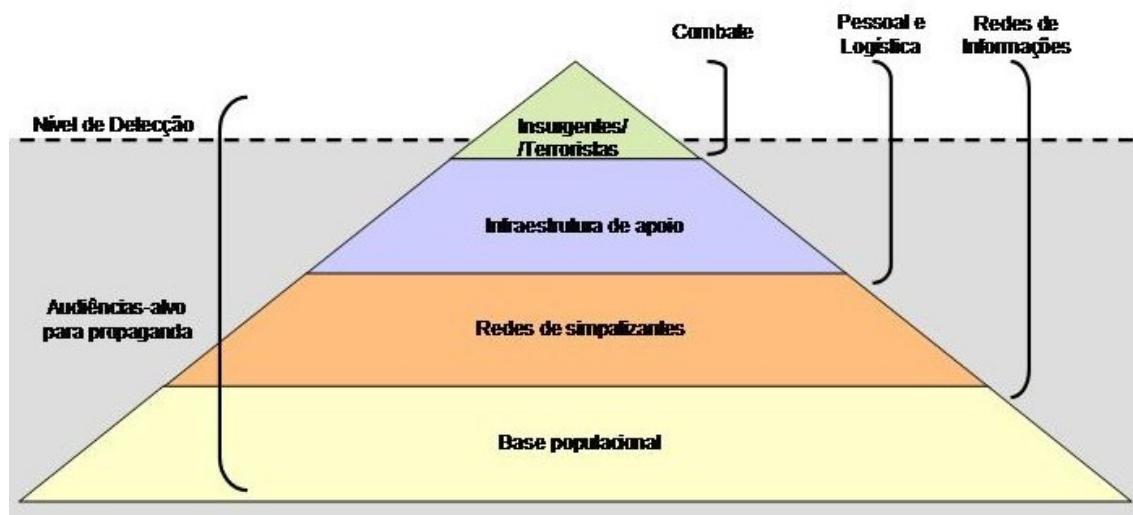 Combate
Pessoal e
Logística
Redes de
Informações
Nível de Detecção
Insurgentes/
/Terroristas
Infraestrutura de apoio
Audiências-alvo
para propaganda
Redes de simpatizantes
Base populacional